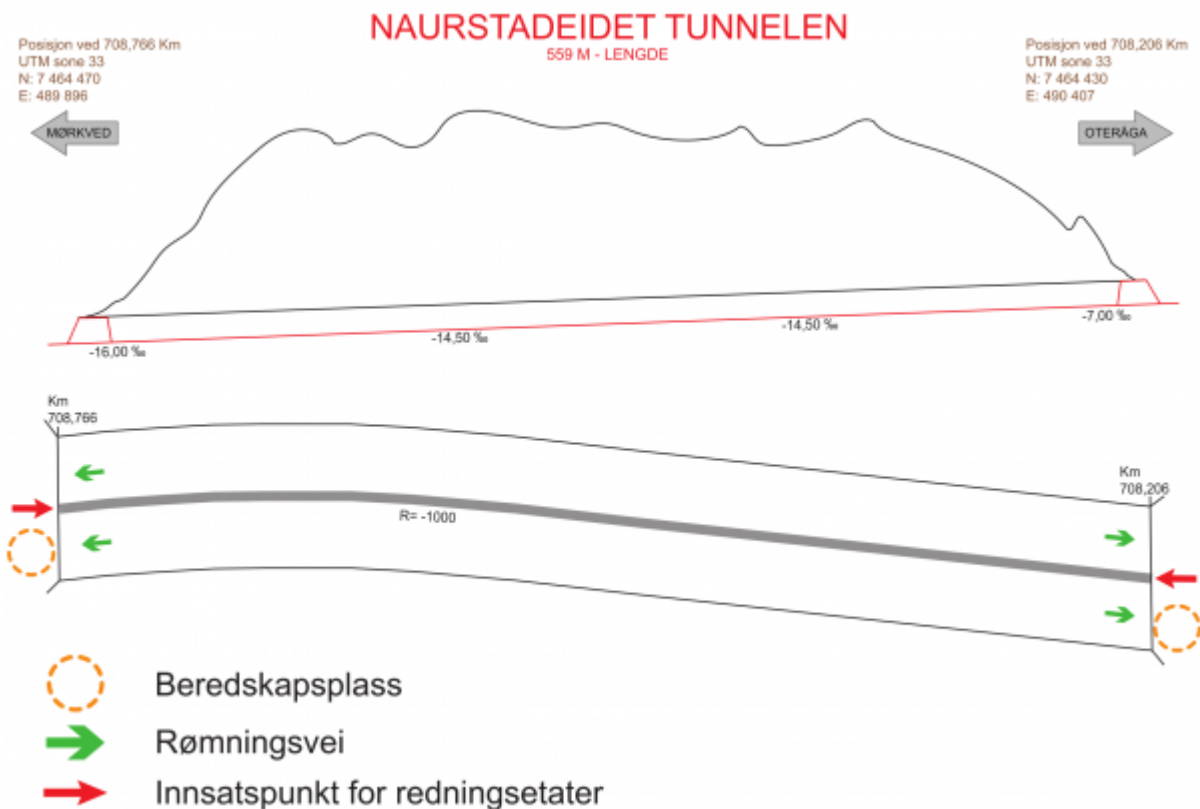 NAURSTADEIDET TUNNELEN
559 M - LENGDE
Posisjon ved 708,766 Km
UTM sone 33
N: 7 464 470
E: 489 896
MØRKVED
Posisjon ved 708,206 Km
UTM sone 33
N: 7 464 430
E: 490 407
OTERÅGA
-16,00 ‰
-14,50 ‰
-14,50 ‰
-7,00 ‰
Km
708,766
R= -1000
Km
708,206
Beredskapsplass
Rømningsvei
Innsatspunkt for redningsetater